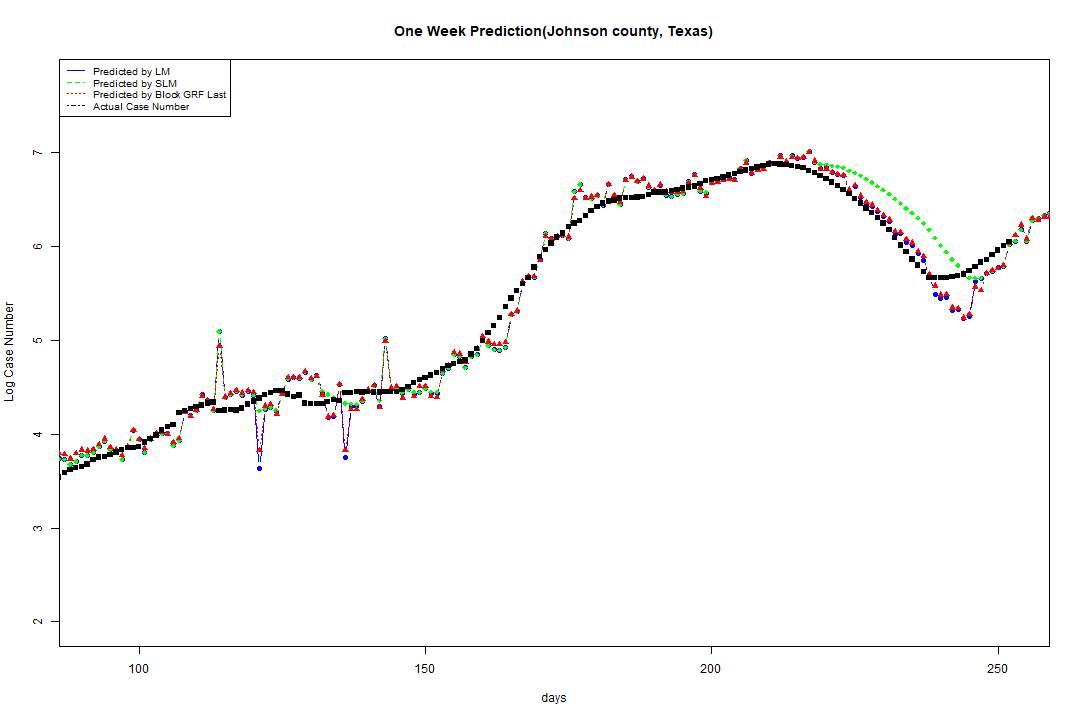 One Week Prediction(Johnson county, Texas)
Predicted by LM
Predicted by SLM
Predicted by Block GRF Last
Actual Case Number
7
6
5
4
3
2
Log Case Number
100 150 200 250
days